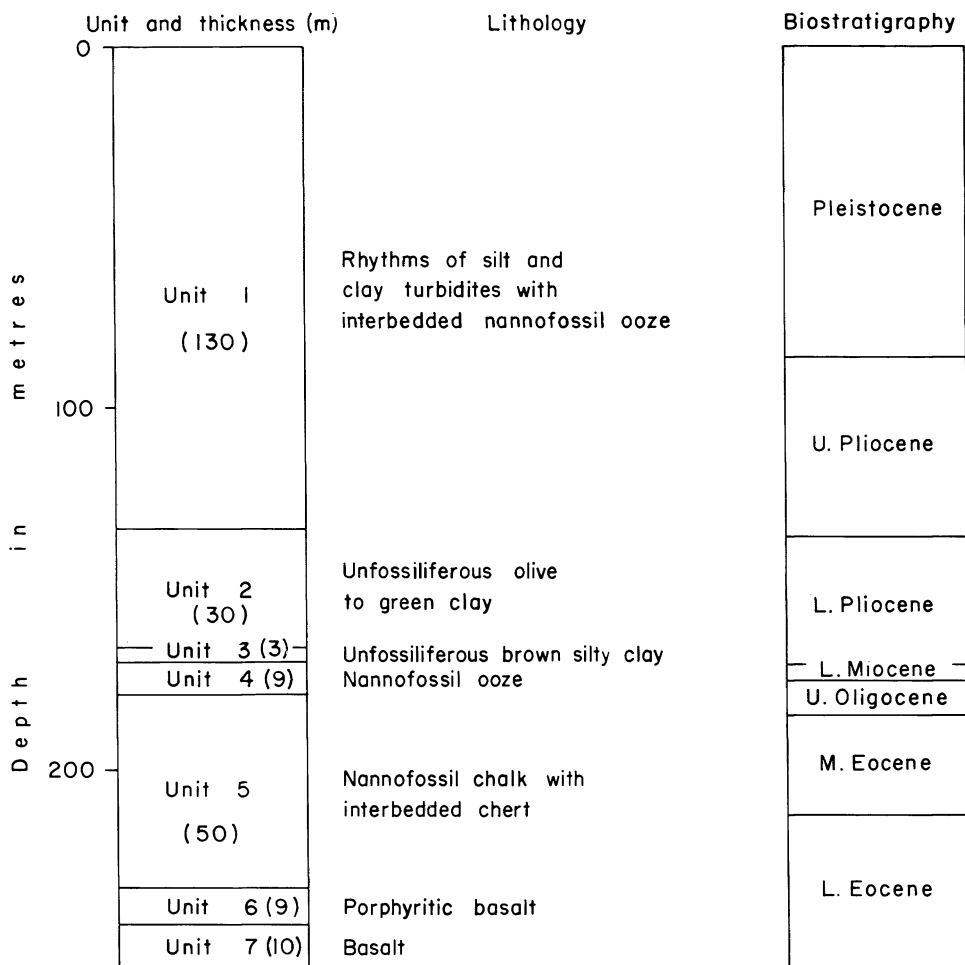 Unit and thickness (m)
Lithology
Biostratigraphy
0
100
200
Depth in metres
Unit 1
(130)
Rhythms of silt and
clay turbidites with
interbedded nannofossil ooze
Unit 2
(30)
Unfossiliferous olive
to green clay
Unit 3 (3)
Unfossiliferous brown silty clay
Unit 4 (9)
Nannofossil ooze
Unit 5
(50)
Nannofossil chalk with
interbedded chert
Unit 6 (9)
Porphyritic basalt
Unit 7 (10)
Basalt
Pleistocene
U. Pliocene
L. Pliocene
L. Miocene
U. Oligocene
M. Eocene
L. Eocene